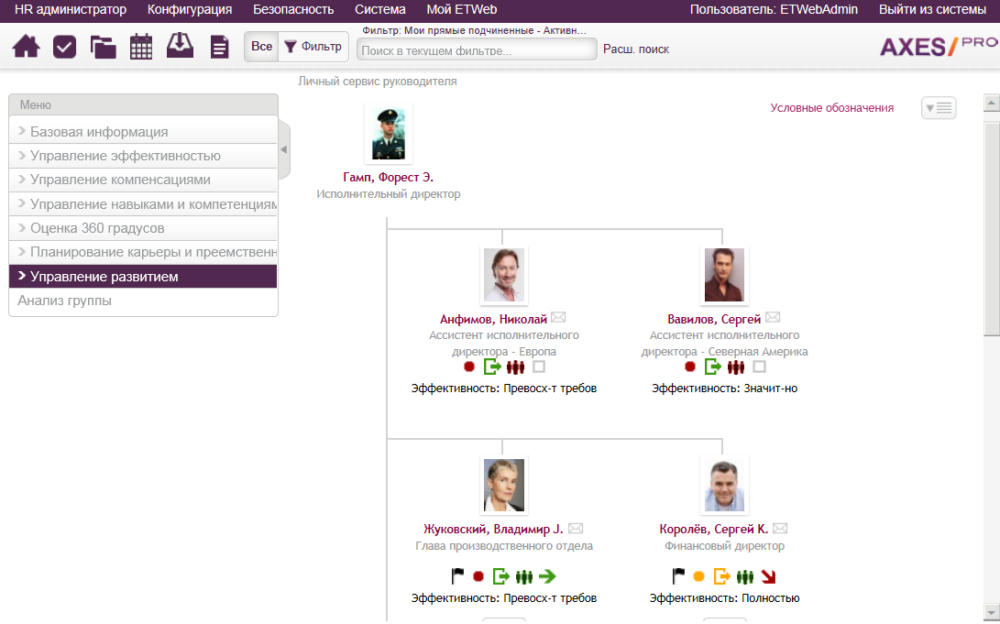 HR администратор Конфигурация Безопасность Система Мой ETWeb Пользователь: ETWebAdmin Выйти из системы
Все Фильтр
Фильтр: Мои прямые подчиненные - Активн...
Поиск в текущем фильтре...
Расш. поиск
AXES/PRO
Личный сервис руководителя
Меню
Базовая информация
Управление эффективностью
Управление компенсациями
Управление навыками и компетенциям
Оценка 360 градусов
Планирование карьеры и преемственн
Управление развитием
Анализ группы
Условные обозначения
Гамп, Форест Э.
Исполнительный директор
Анфимов, Николай
Ассистент исполнительного
директора - Европа
Эффективность: Превосх-т требов
Вавилов, Сергей
Ассистент исполнительного
директора - Северная Америка
Эффективность: Значит-но
Жуковский, Владимир J.
Глава производственного отдела
Эффективность: Превосх-т требов
Королёв, Сергей К.
Финансовый директор
Эффективность: Полностью